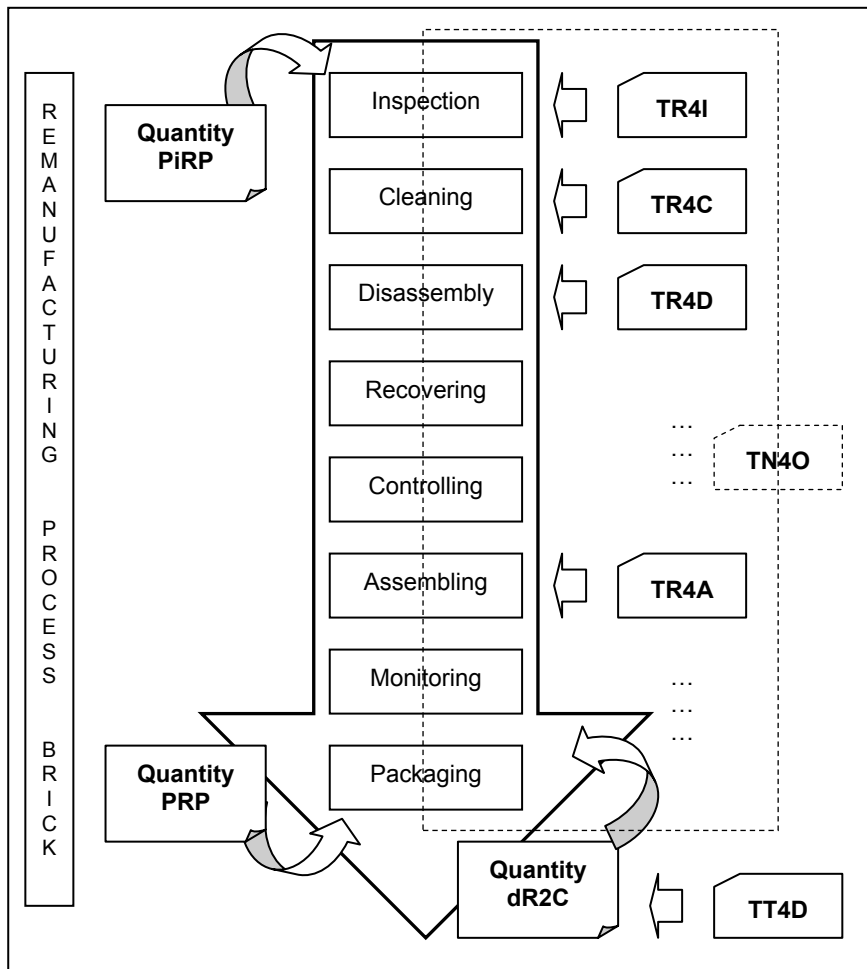 REMANUFACTURING PROCESS BRICK
Quantity
PiRP
Inspection
TR4I
Cleaning
TR4C
Disassembly
TR4D
Recovering
…
…
…
TN4O
Controlling
Assembling
TR4A
Monitoring
…
…
…
Quantity
PRP
Packaging
Quantity
dR2C
TT4D